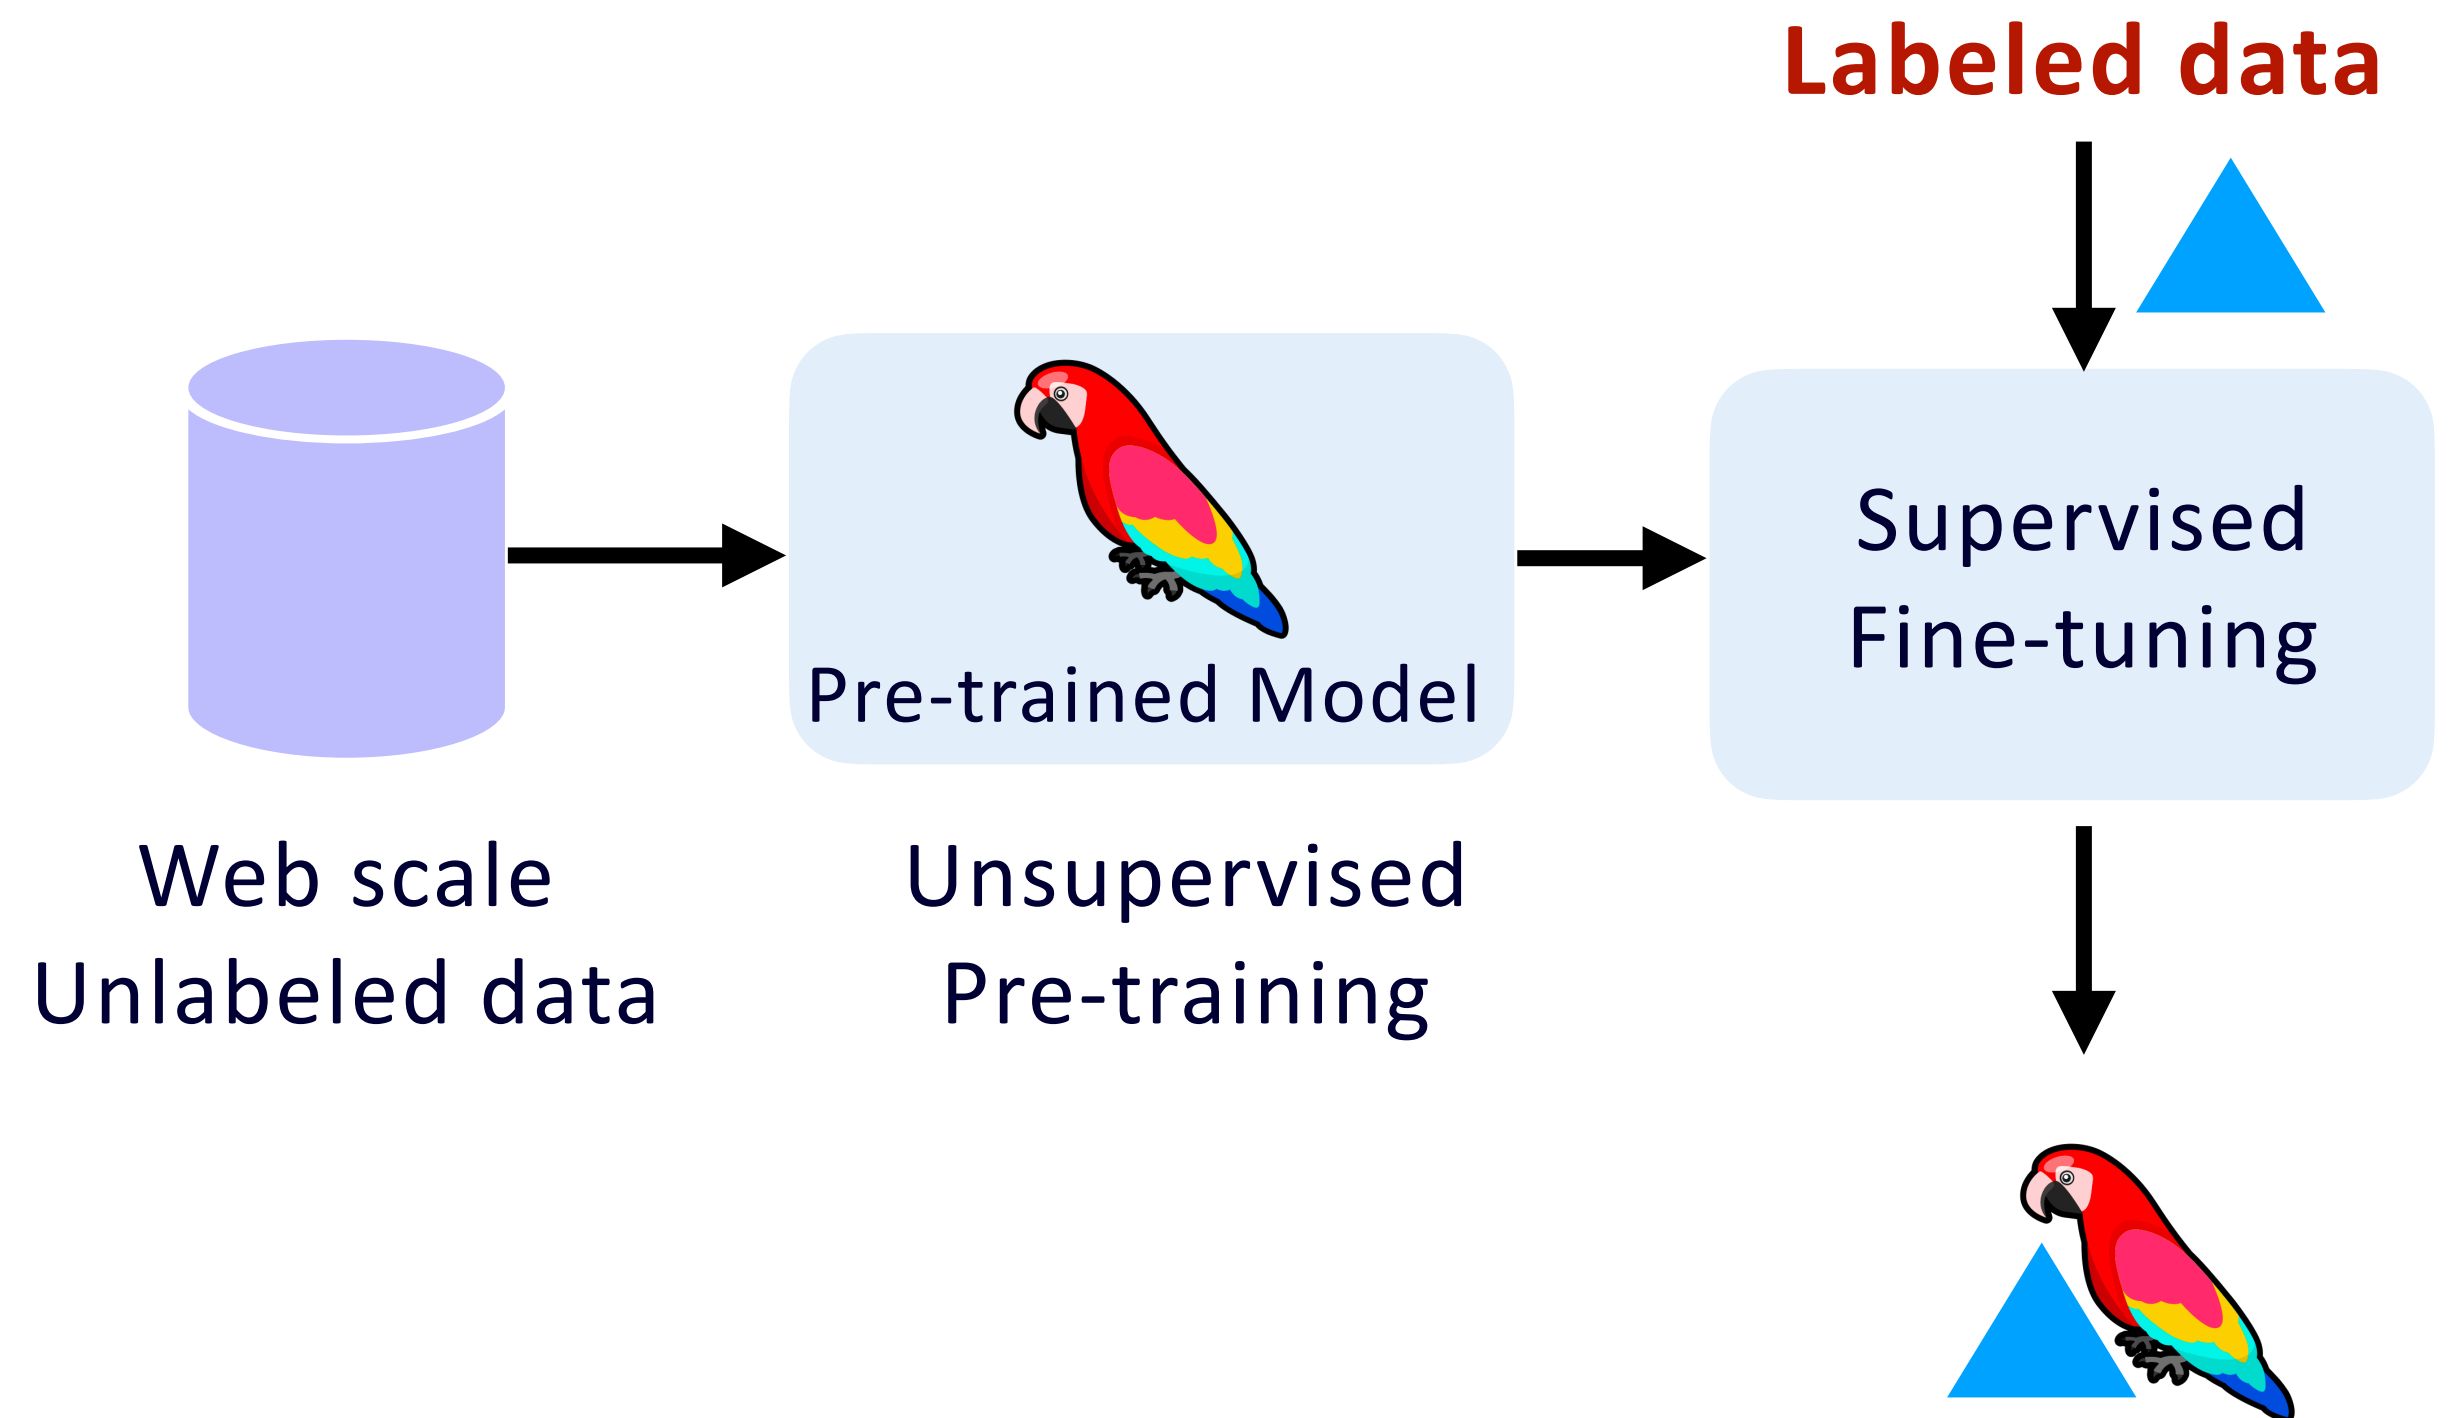 Labeled data
Pre-trained Model
Supervised
Fine-tuning
Web scale
Unlabeled data
Unsupervised
Pre-training